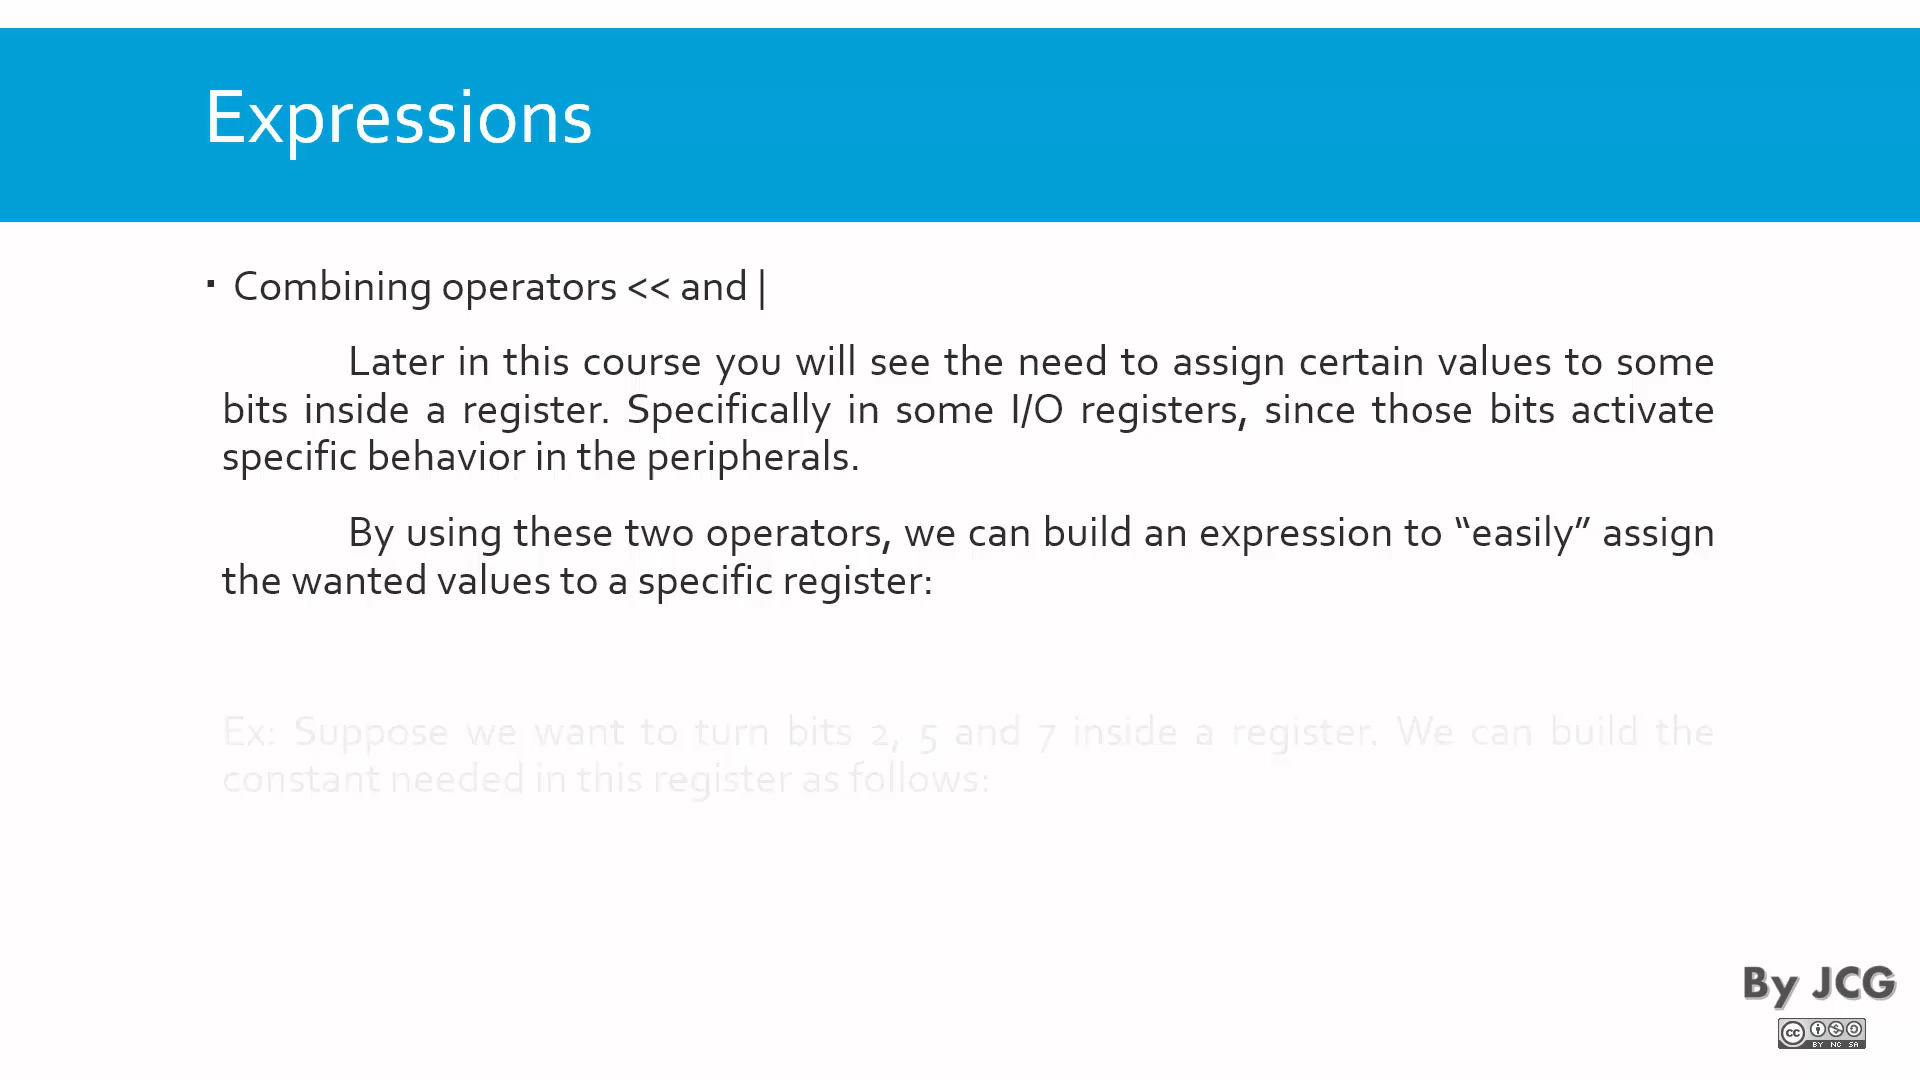 Expressions
▪ Combining operators << and |
Later in this course you will see the need to assign certain values to some
bits inside a register. Specifically in some I/O registers, since those bits activate
specific behavior in the peripherals.
By using these two operators, we can build an expression to “easily” assign
the wanted values to a specific register:
Ex: Suppose we want to turn bits 2, 5 and 7 inside a register. We can build the
constant needed in this register as follows:
By JCG
cc
BY NC SA